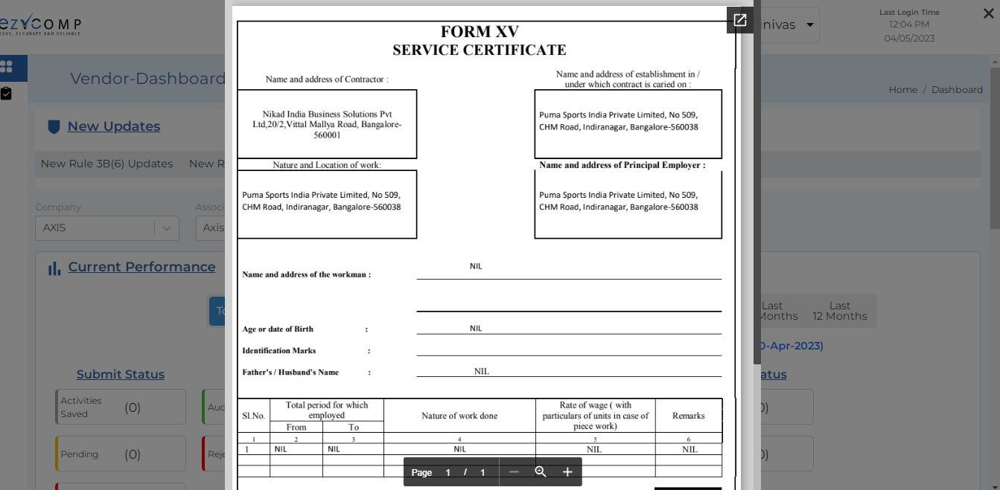 EZYCOMP
EASY, ACCURATE AND RELIABLE
Last Login Time
12:04 PM
04/05/2023
Vendor-Dashboard
Home / Dashboard
New Updates
New Rule 3B(6) Updates New R
Company
AXIS
Associ
Axis
Current Performance
Last
Months
Last
12 Months
0-Apr-2023)
Submit Status
Activities
Saved
(0)
Pending
(0)
FORM XV
SERVICE CERTIFICATE
Name and address of Contractor :
Name and address of establishment in /
under which contract is caried on :
Nikad India Business Solutions Pvt
Ltd,20/2,Vittal Mallya Road, Bangalore-
560001
Puma Sports India Private Limited, No 509,
CHM Road, Indiranagar, Bangalore-560038
Nature and Location of work:
Name and address of Principal Employer :
Puma Sports India Private Limited, No 509,
CHM Road, Indiranagar, Bangalore-560038
Puma Sports India Private Limited, No 509,
CHM Road, Indiranagar, Bangalore-560038
Name and address of the workman : NIL
Age or date of Birth : NIL
Identification Marks :
Father's / Husband's Name : NIL
Sl.No.
Total period for which
employed
From To
Nature of work done
Rate of wage ( with
particulars of units in case of
piece work)
Remarks
1 2 3 4 5 6
1 NIL NIL NIL NIL NIL
Page 1 / 1